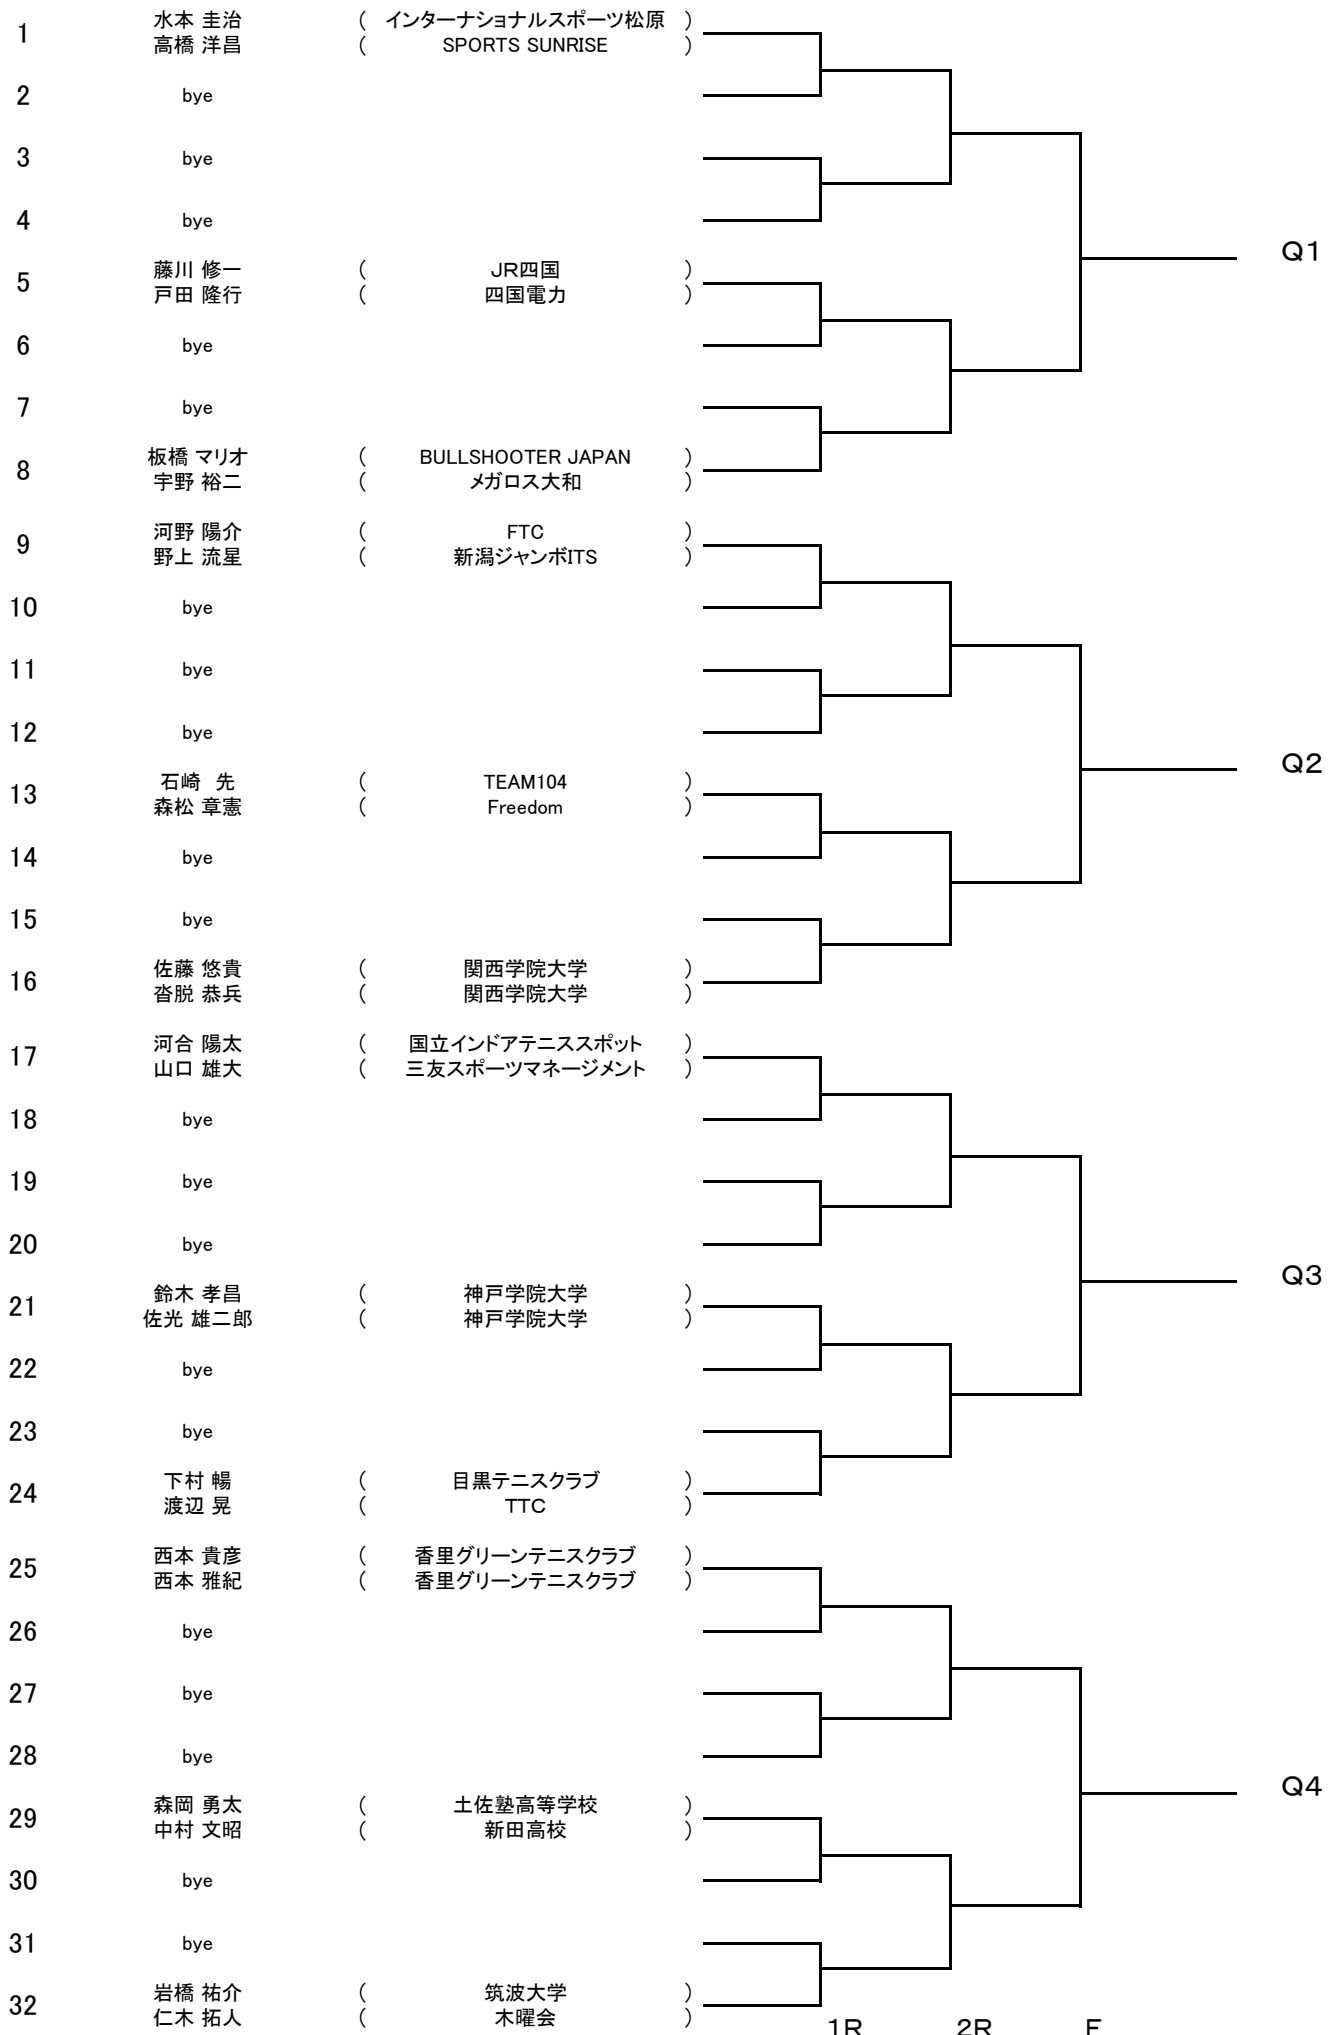 1 水本 圭治 ( インターナショナルスポーツ松原 )
高橋 洋昌 ( SPORTS SUNRISE )
2 bye
3 bye
4 bye
Q1
5 藤川 修一 ( JR四国 )
戸田 隆行 ( 四国電力 )
6 bye
7 bye
8 板橋 マリオ ( BULLSHOOTER JAPAN )
宇野 裕二 ( メガロス大和 )
9 河野 陽介 ( FTC )
野上 流星 ( 新潟ジャンボITS )
10 bye
11 bye
12 bye
Q2
13 石崎 先 ( TEAM104 )
森松 章憲 ( Freedom )
14 bye
15 bye
16 佐藤 悠貴 ( 関西学院大学 )
沓脱 恭兵 ( 関西学院大学 )
17 河合 陽太 ( 国立インドアテニススポット )
山口 雄大 ( 三友スポーツマネージメント )
18 bye
19 bye
20 bye
Q3
21 鈴木 孝昌 ( 神戸学院大学 )
佐光 雄二郎 ( 神戸学院大学 )
22 bye
23 bye
24 下村 暢 ( 目黒テニスクラブ )
渡辺 晃 ( TTC )
25 西本 貴彦 ( 香里グリーンテニスクラブ )
西本 雅紀 ( 香里グリーンテニスクラブ )
26 bye
27 bye
28 bye
Q4
29 森岡 勇太 ( 土佐塾高等学校 )
中村 文昭 ( 新田高校 )
30 bye
31 bye
32 岩橋 祐介 ( 筑波大学 )
仁木 拓人 ( 木曜会 )
1R 2R F